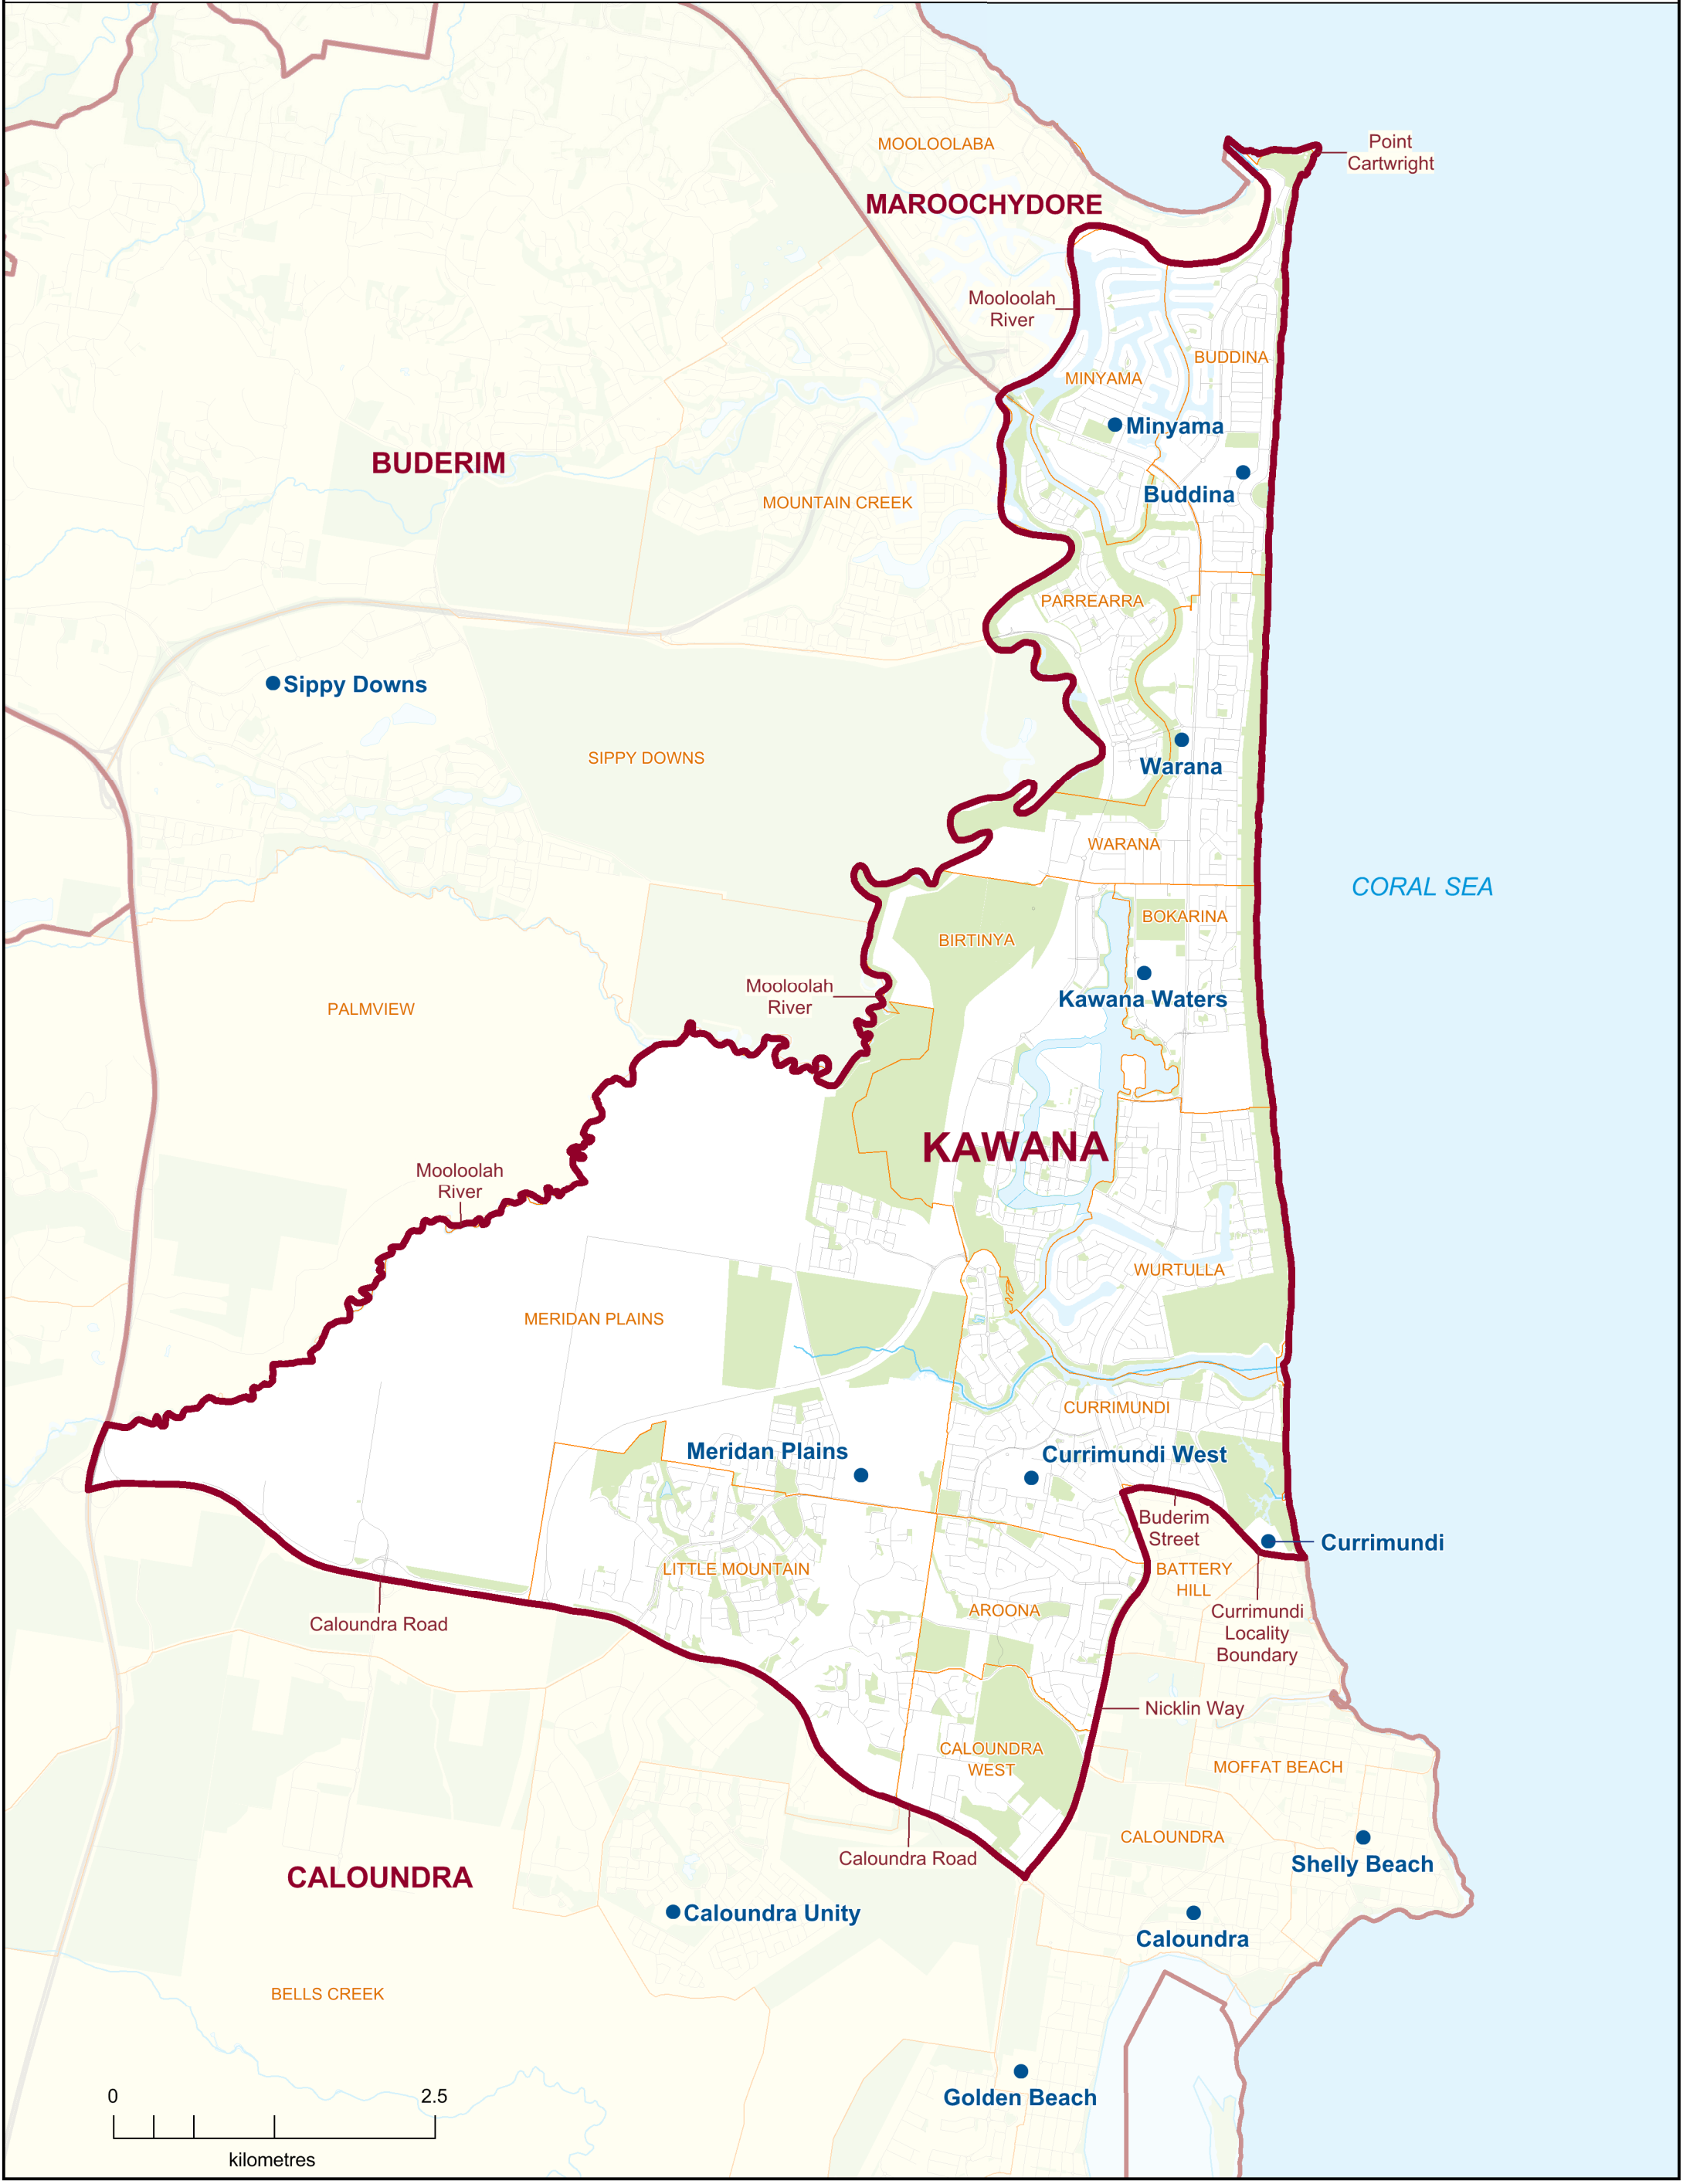 MOOLOOLABA
Point
Cartwright
MAROOCHYDORE
Mooloolah
River
BUDDINA
MINYAMA
Minyama
BUDERIM
Buddina
MOUNTAIN CREEK
PARREARRA
Sippy Downs
SIPPY DOWNS
Warana
WARANA
CORAL SEA
BOKARINA
BIRTINYA
Kawana Waters
Mooloolah
River
PALMVIEW
KAWANA
Mooloolah
River
WURTULLA
MERIDAN PLAINS
CURRIMUNDI
Meridan Plains
Currimundi West
Buderim
Street
Currimundi
BATTERY
HILL
LITTLE MOUNTAIN
AROONA
Caloundra Road
Currimundi
Locality
Boundary
Nicklin Way
CALOUNDRA
WEST
MOFFAT BEACH
CALOUNDRA
Caloundra Road
Shelly Beach
CALOUNDRA
Caloundra Unity
Caloundra
BELLS CREEK
Golden Beach
0
2.5
kilometres